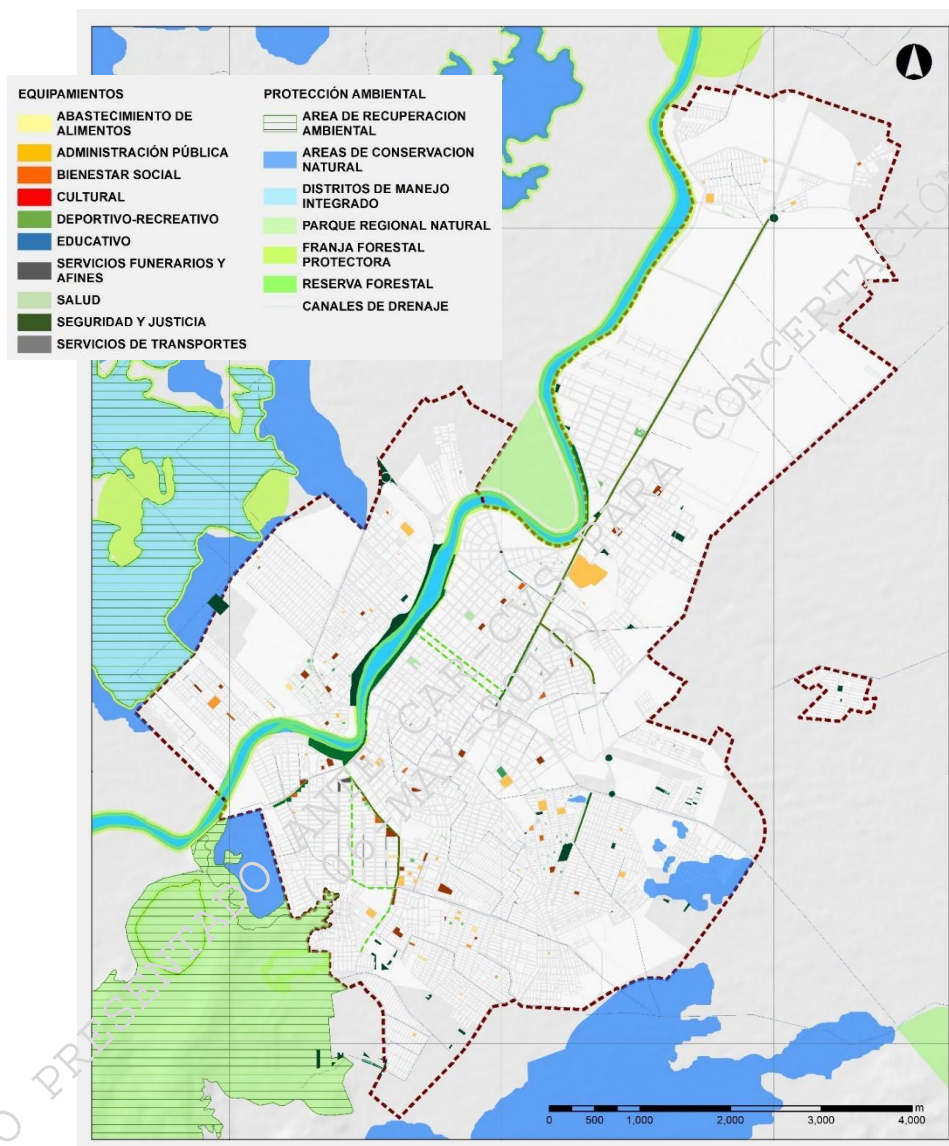 EQUIPAMIENTOS
ABASTECIMIENTO DE
ALIMENTOS
ADMINISTRACIÓN PÚBLICA
BIENESTAR SOCIAL
CULTURAL
DEPORTIVO-RECREATIVO
EDUCATIVO
SERVICIOS FUNERARIOS Y
AFINES
SALUD
SEGURIDAD Y JUSTICIA
SERVICIOS DE TRANSPORTES
PROTECCIÓN AMBIENTAL
AREA DE RECUPERACION
AMBIENTAL
AREAS DE CONSERVACION
NATURAL
DISTRITOS DE MANEJO
INTEGRADO
PARQUE REGIONAL NATURAL
FRANJA FORESTAL
PROTECTORA
RESERVA FORESTAL
CANALES DE DRENAJE
O PRESENTADO ANTE CAR-CVS PARA CONCERTACIÓN
m
0 500 1,000 2,000 3,000 4,000